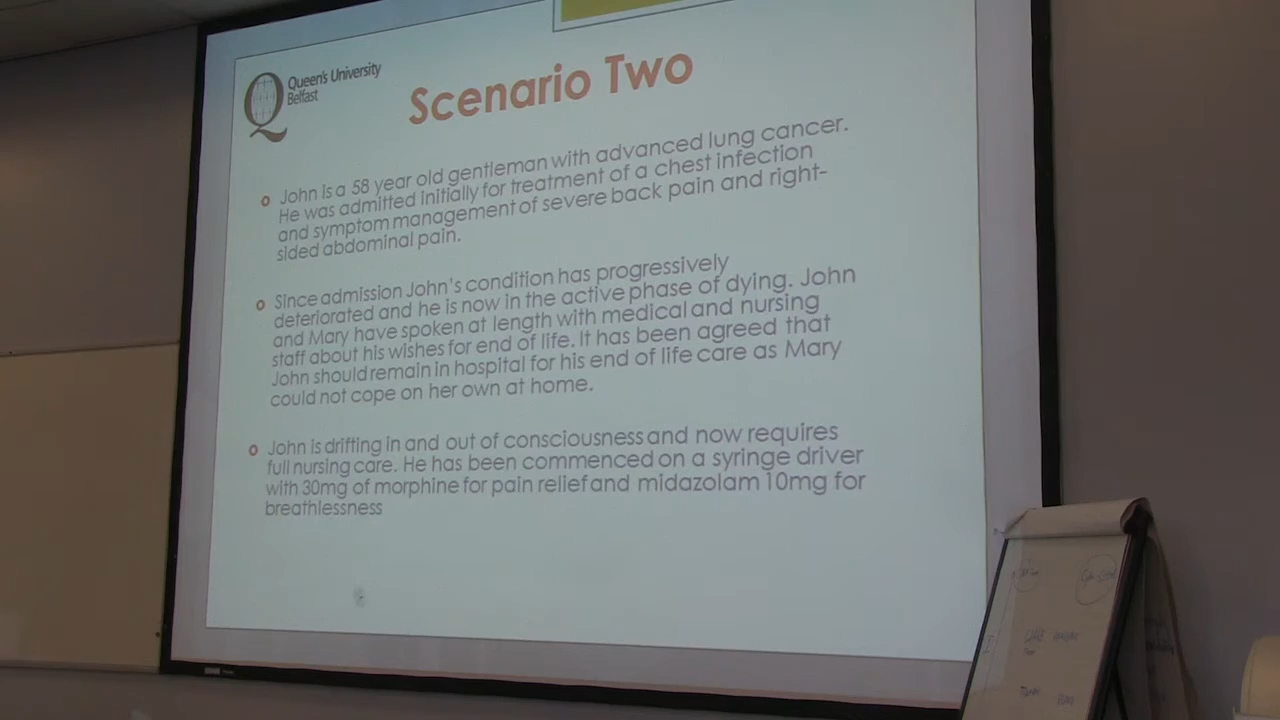 Queen's University
Belfast
Scenario Two
John is a 58 year old gentleman with advanced lung cancer.
He was admitted initially for treatment of a chest infection
and symptom management of severe back pain and right-
sided abdominal pain.
Since admission John's condition has progressively
deteriorated and he is now in the active phase of dying. John
and Mary have spoken at length with medical and nursing
staff about his wishes for end of life. It has been agreed that
John should remain in hospital for his end of life care as Mary
could not cope on her own at home.
John is drifting in and out of consciousness and now requires
full nursing care. He has been commenced on a syringe driver
with 30mg of morphine for pain relief and midazolam 10mg for
breathlessness